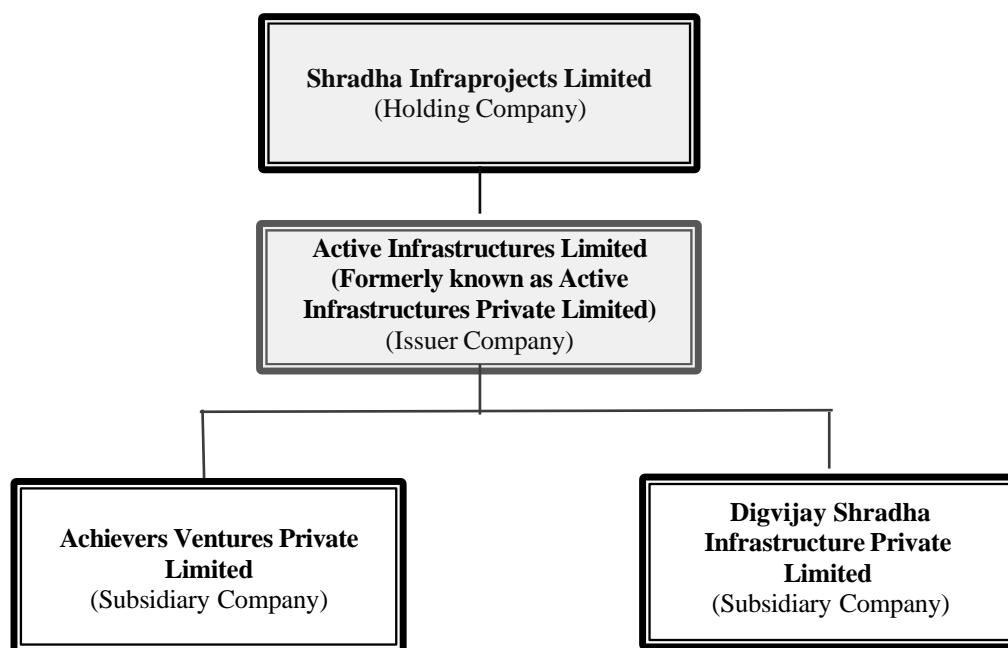 Shradha Infraprojects Limited
(Holding Company)
Active Infrastructures Limited
(Formerly known as Active
Infrastructures Private Limited)
(Issuer Company)
Achievers Ventures Private
Limited
(Subsidiary Company)
Digvijay Shradha
Infrastructure Private
Limited
(Subsidiary Company)